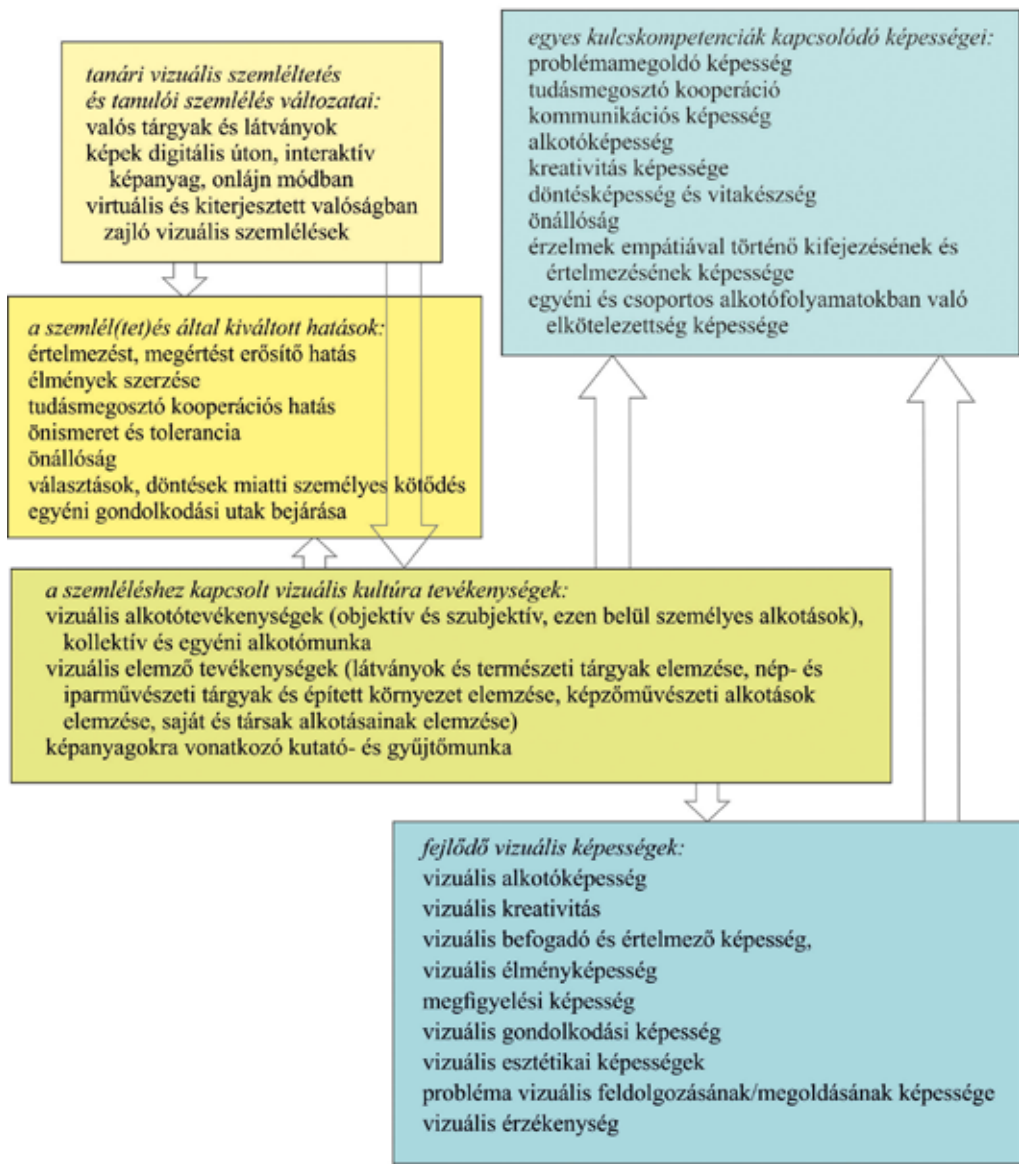 tanári vizuális szemléltetés
és tanulói szemlélés változatai:
valós tárgyak és látványok
képek digitális úton, interaktív
képanyag, onlájn módban
virtuális és kiterjesztett valóságban
zajló vizuális szemlélések
egyes kulcskompetenciák kapcsolódó képességei:
problémamegoldó képesség
tudásmegosztó kooperáció
kommunikációs képesség
alkotóképesség
kreativitás képessége
döntésképesség és vitakészség
önállóság
érzelmek empátiával történő kifejezésének és
értelmezésének képessége
egyéni és csoportos alkotófolyamatokban való
elkötelezettség képessége
a szemlél(tet)és által kiváltott hatások:
értelmezést, megértést erősítő hatás
élmények szerzése
tudásmegosztó kooperációs hatás
önismeret és tolerancia
önállóság
választások, döntések miatti személyes kötődés
egyéni gondolkodási utak bejárása
a szemléléshez kapcsolt vizuális kultúra tevékenységek:
vizuális alkotótevékenységek (objektív és szubjektív, ezen belül személyes alkotások),
kollektív és egyéni alkotómunka
vizuális elemző tevékenységek (látványok és természeti tárgyak elemzése, nép- és
iparművészeti tárgyak és épített környezet elemzése, képzőművészeti alkotások
elemzése, saját és társak alkotásainak elemzése)
képanyagokra vonatkozó kutató- és gyűjtőmunka
fejlődő vizuális képességek:
vizuális alkotóképesség
vizuális kreativitás
vizuális befogadó és értelmező képesség,
vizuális élményképesség
megfigyelési képesség
vizuális gondolkodási képesség
vizuális esztétikai képességek
probléma vizuális feldolgozásának/megoldásának képessége
vizuális érzékenység